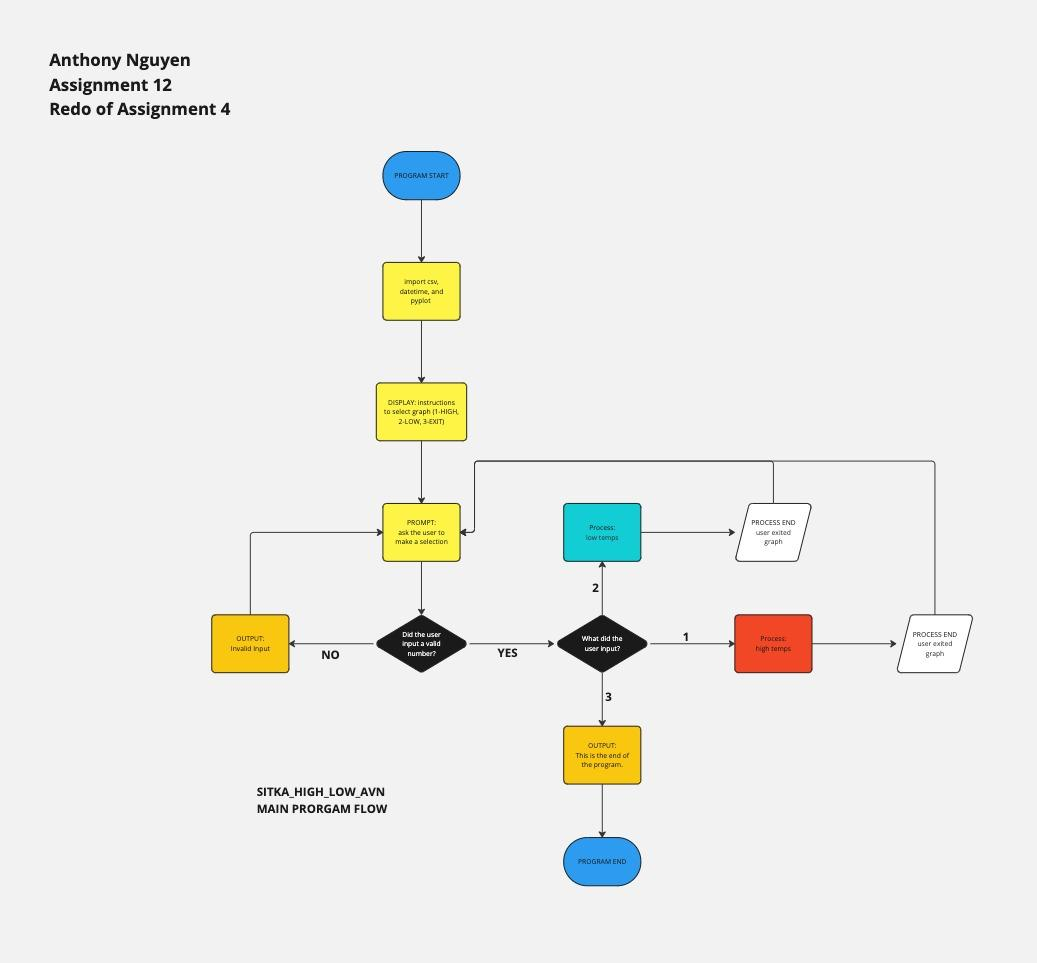 Anthony Nguyen
Assignment 12
Redo of Assignment 4
PROGRAM START
import csv,
datetime, and
pyplot
DISPLAY: instructions
to select graph (1-HIGH,
2-LOW, 3-EXIT)
PROMPT:
ask the user to
make a selection
Process:
low temps
PROCESS END
user exited
graph
2
OUTPUT:
Invalid Input
NO
Did the user
input a valid
number?
YES
What did the
user input?
1
Process:
high temps
PROCESS END
user exited
graph
3
OUTPUT:
This is the end of
the program.
SITKA_HIGH_LOW_AVN
MAIN PRORGAM FLOW
PROGRAM END